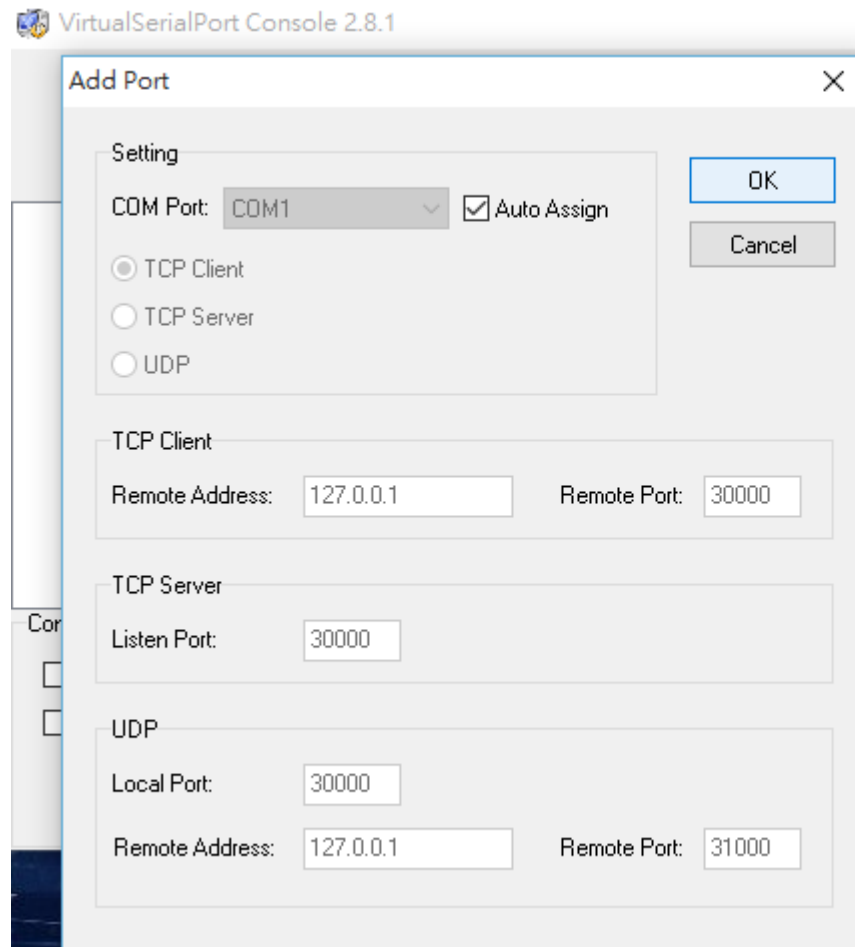 VirtualSerialPort Console 2.8.1
Add Port
Setting
COM Port: COM1 Auto Assign
OK
TCP Client
Cancel
TCP Server
UDP
TCP Client
Remote Address: 127.0.0.1 Remote Port: 30000
TCP Server
Listen Port: 30000
UDP
Local Port: 30000
Remote Address: 127.0.0.1 Remote Port: 31000